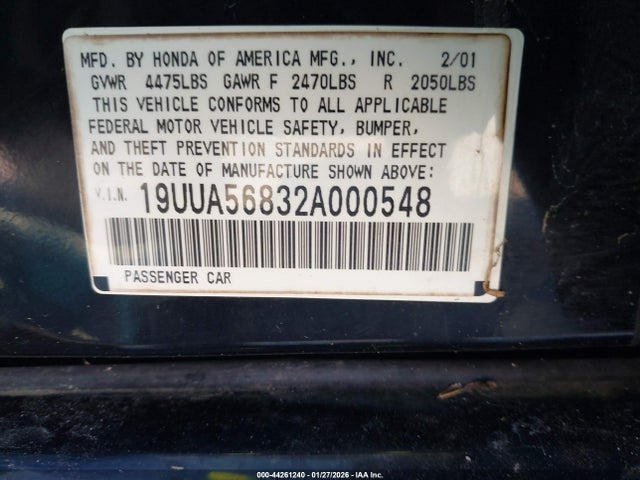 MFD. BY HONDA OF AMERICA MFG., INC. 2/01
GVWR 4475LBS GAWR F 2470LBS R 2050LBS
THIS VEHICLE CONFORMS TO ALL APPLICABLE
FEDERAL MOTOR VEHICLE SAFETY, BUMPER,
AND THEFT PREVENTION STANDARDS IN EFFECT
ON THE DATE OF MANUFACTURE SHOWN ABOVE:
V.I.N. 19UUA56832A000548
PASSENGER CAR
000-44261240 - 01/27/2026 - IAA Inc.